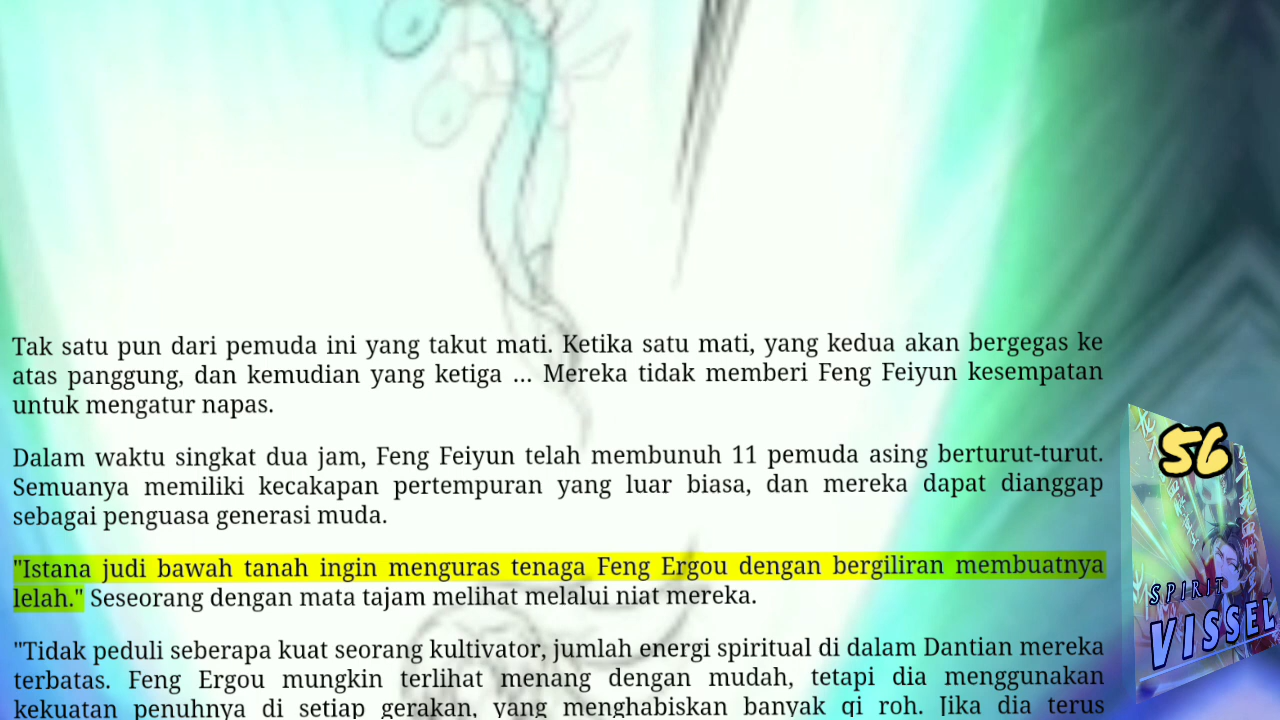 Tak satu pun dari pemuda ini yang takut mati. Ketika satu mati, yang kedua akan bergegas ke
atas panggung, dan kemudian yang ketiga ... Mereka tidak memberi Feng Feiyun kesempatan
untuk mengatur napas.
Dalam waktu singkat dua jam, Feng Feiyun telah membunuh 11 pemuda asing berturut-turut.
Semuanya memiliki kecakapan pertempuran yang luar biasa, dan mereka dapat dianggap
sebagai penguasa generasi muda.
"Istana judi bawah tanah ingin menguras tenaga Feng Ergou dengan bergiliran membuatnya
lelah." Seseorang dengan mata tajam melihat melalui niat mereka.
"Tidak peduli seberapa kuat seorang kultivator, jumlah energi spiritual di dalam Dantian mereka
terbatas. Feng Ergou mungkin terlihat menang dengan mudah, tetapi dia menggunakan
kekuatan penuhnya di setiap gerakan, yang menghabiskan banyak qi roh. Jika dia terus
56
SPIRIT
VISSEL